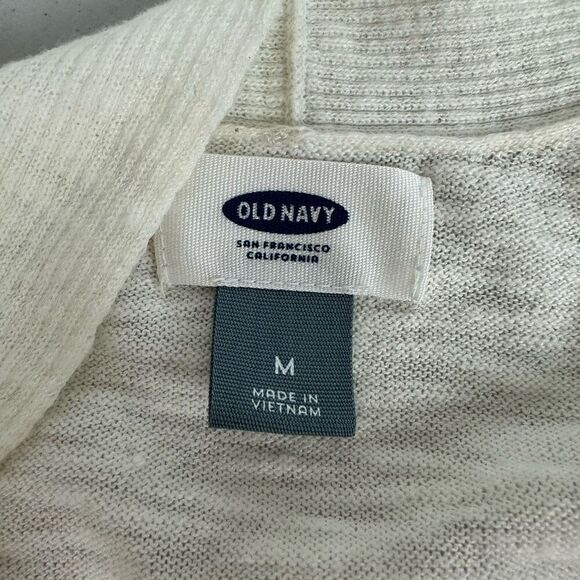 OLD NAVY
SAN FRANCISCO
CALIFORNIA
M
MADE IN
VIETNAM